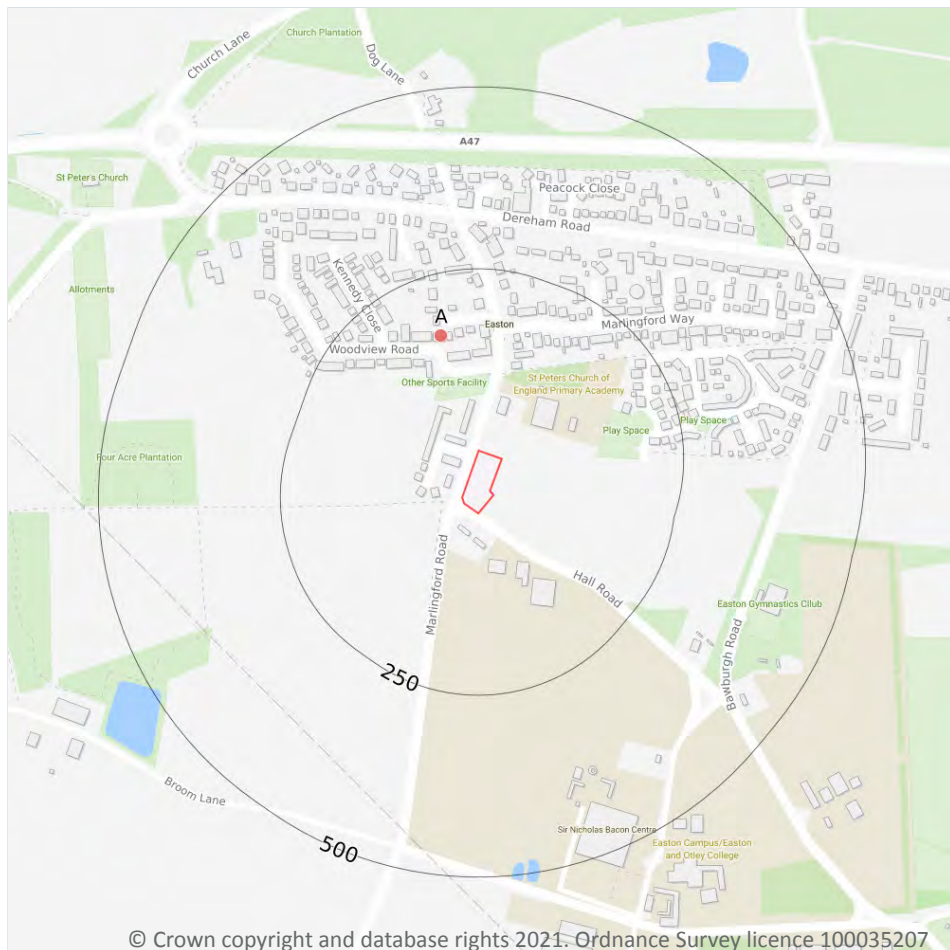 Church Plantation
Church Lane
Dog Lane
A47
St Peter's Church
Peacock Close
Dereham Road
Allotments
Kennedy Close
A
Easton
Marlingford Way
Woodview Road
Other Sports Facility
St Peters Church of
England Primary Academy
Play Space
Play Space
Four Acre Plantation
Marlingford Road
Hall Road
Easton Gymnastics Cllub
Bawburgh Road
250
Broom Lane
500
Sir Nicholas Bacon Centre
Easton Campus/Easton
and Otley College
© Crown copyright and database rights 2021. Ordnance Survey licence 100035207